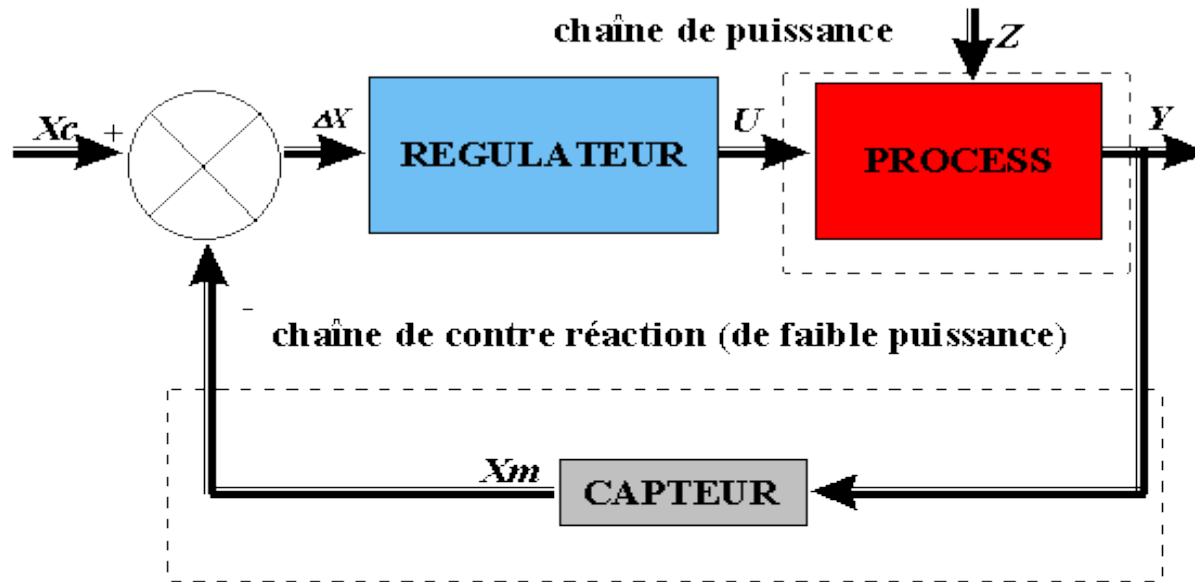 chaîne de puissance
Z
Xc
+
ΔX
REGULATEUR
U
PROCESS
Y
-
chaîne de contre réaction (de faible puissance)
Xm
CAPTEUR